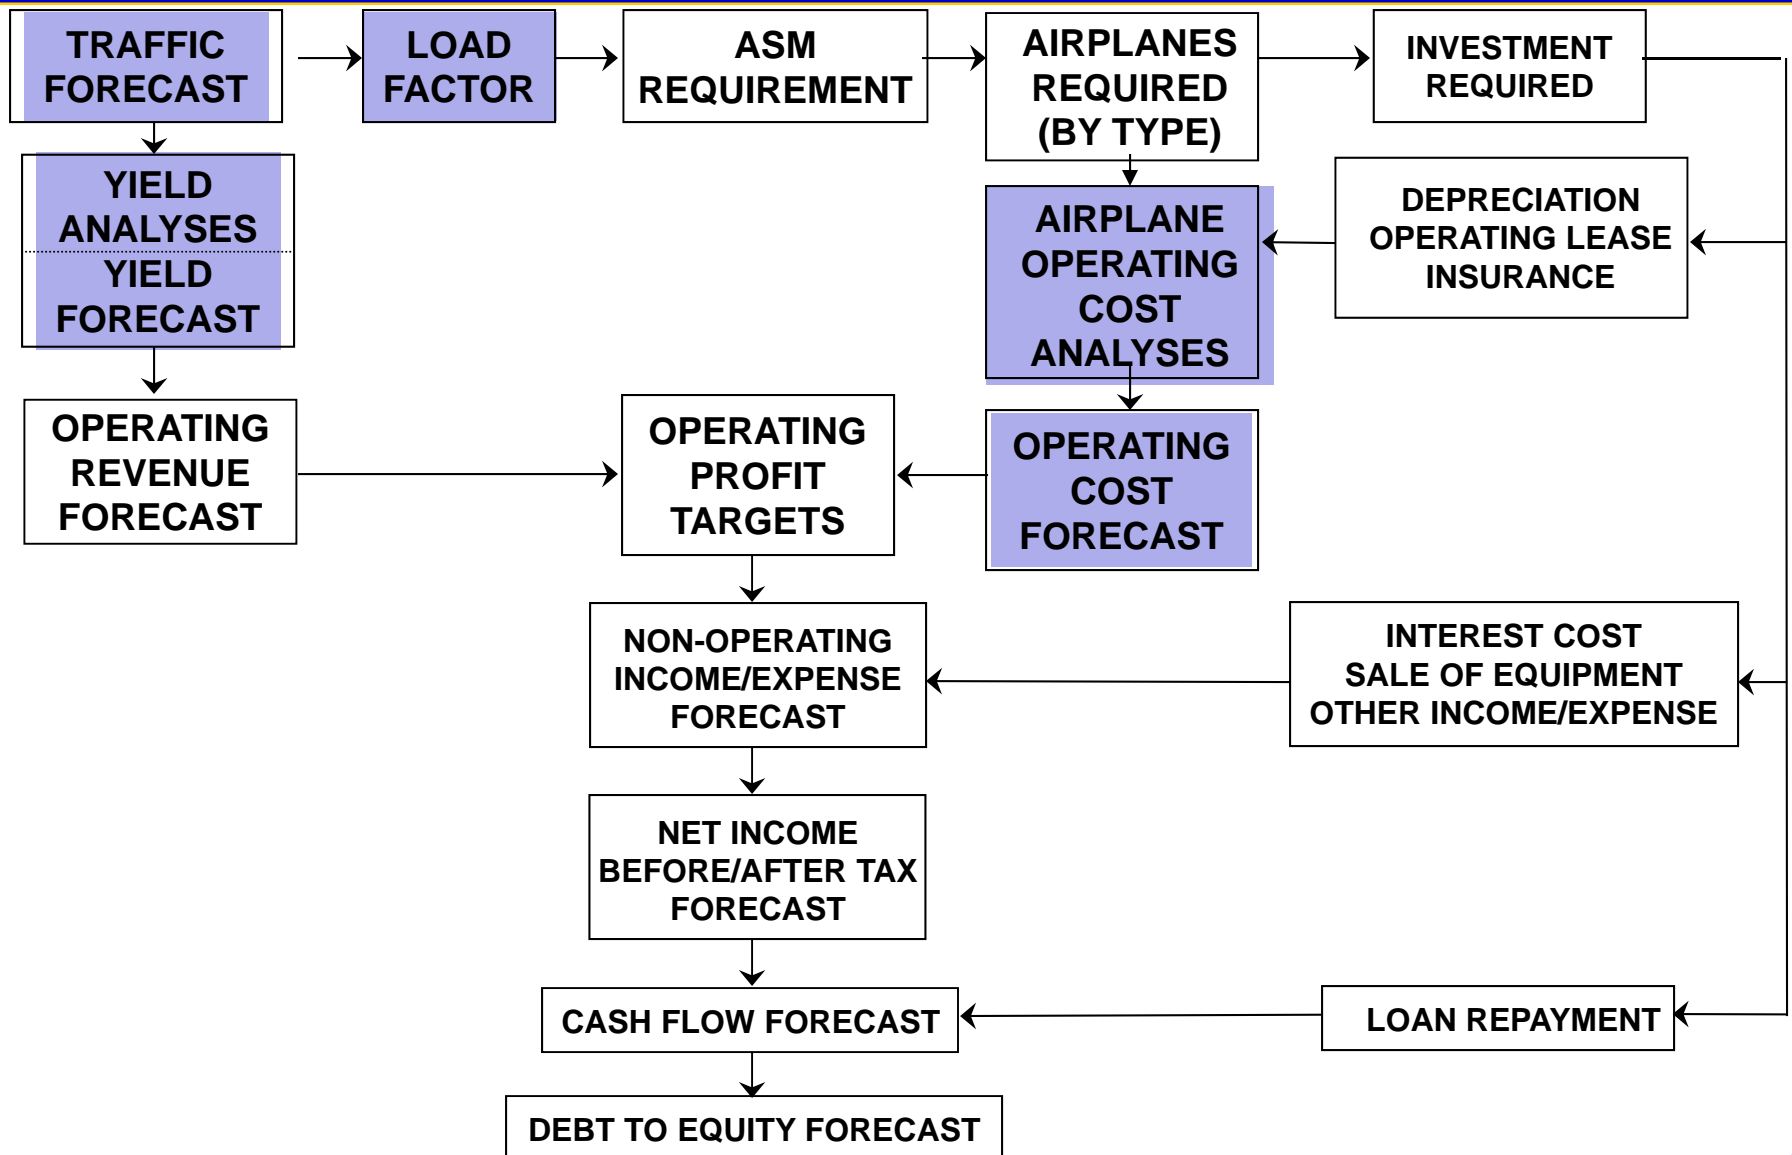 TRAFFIC
FORECAST
LOAD
FACTOR
ASM
REQUIREMENT
AIRPLANES
REQUIRED
(BY TYPE)
INVESTMENT
REQUIRED
YIELD
ANALYSES
YIELD
FORECAST
AIRPLANE
OPERATING
COST
ANALYSES
DEPRECIATION
OPERATING LEASE
INSURANCE
OPERATING
REVENUE
FORECAST
OPERATING
PROFIT
TARGETS
OPERATING
COST
FORECAST
NON-OPERATING
INCOME/EXPENSE
FORECAST
INTEREST COST
SALE OF EQUIPMENT
OTHER INCOME/EXPENSE
NET INCOME
BEFORE/AFTER TAX
FORECAST
CASH FLOW FORECAST
LOAN REPAYMENT
DEBT TO EQUITY FORECAST